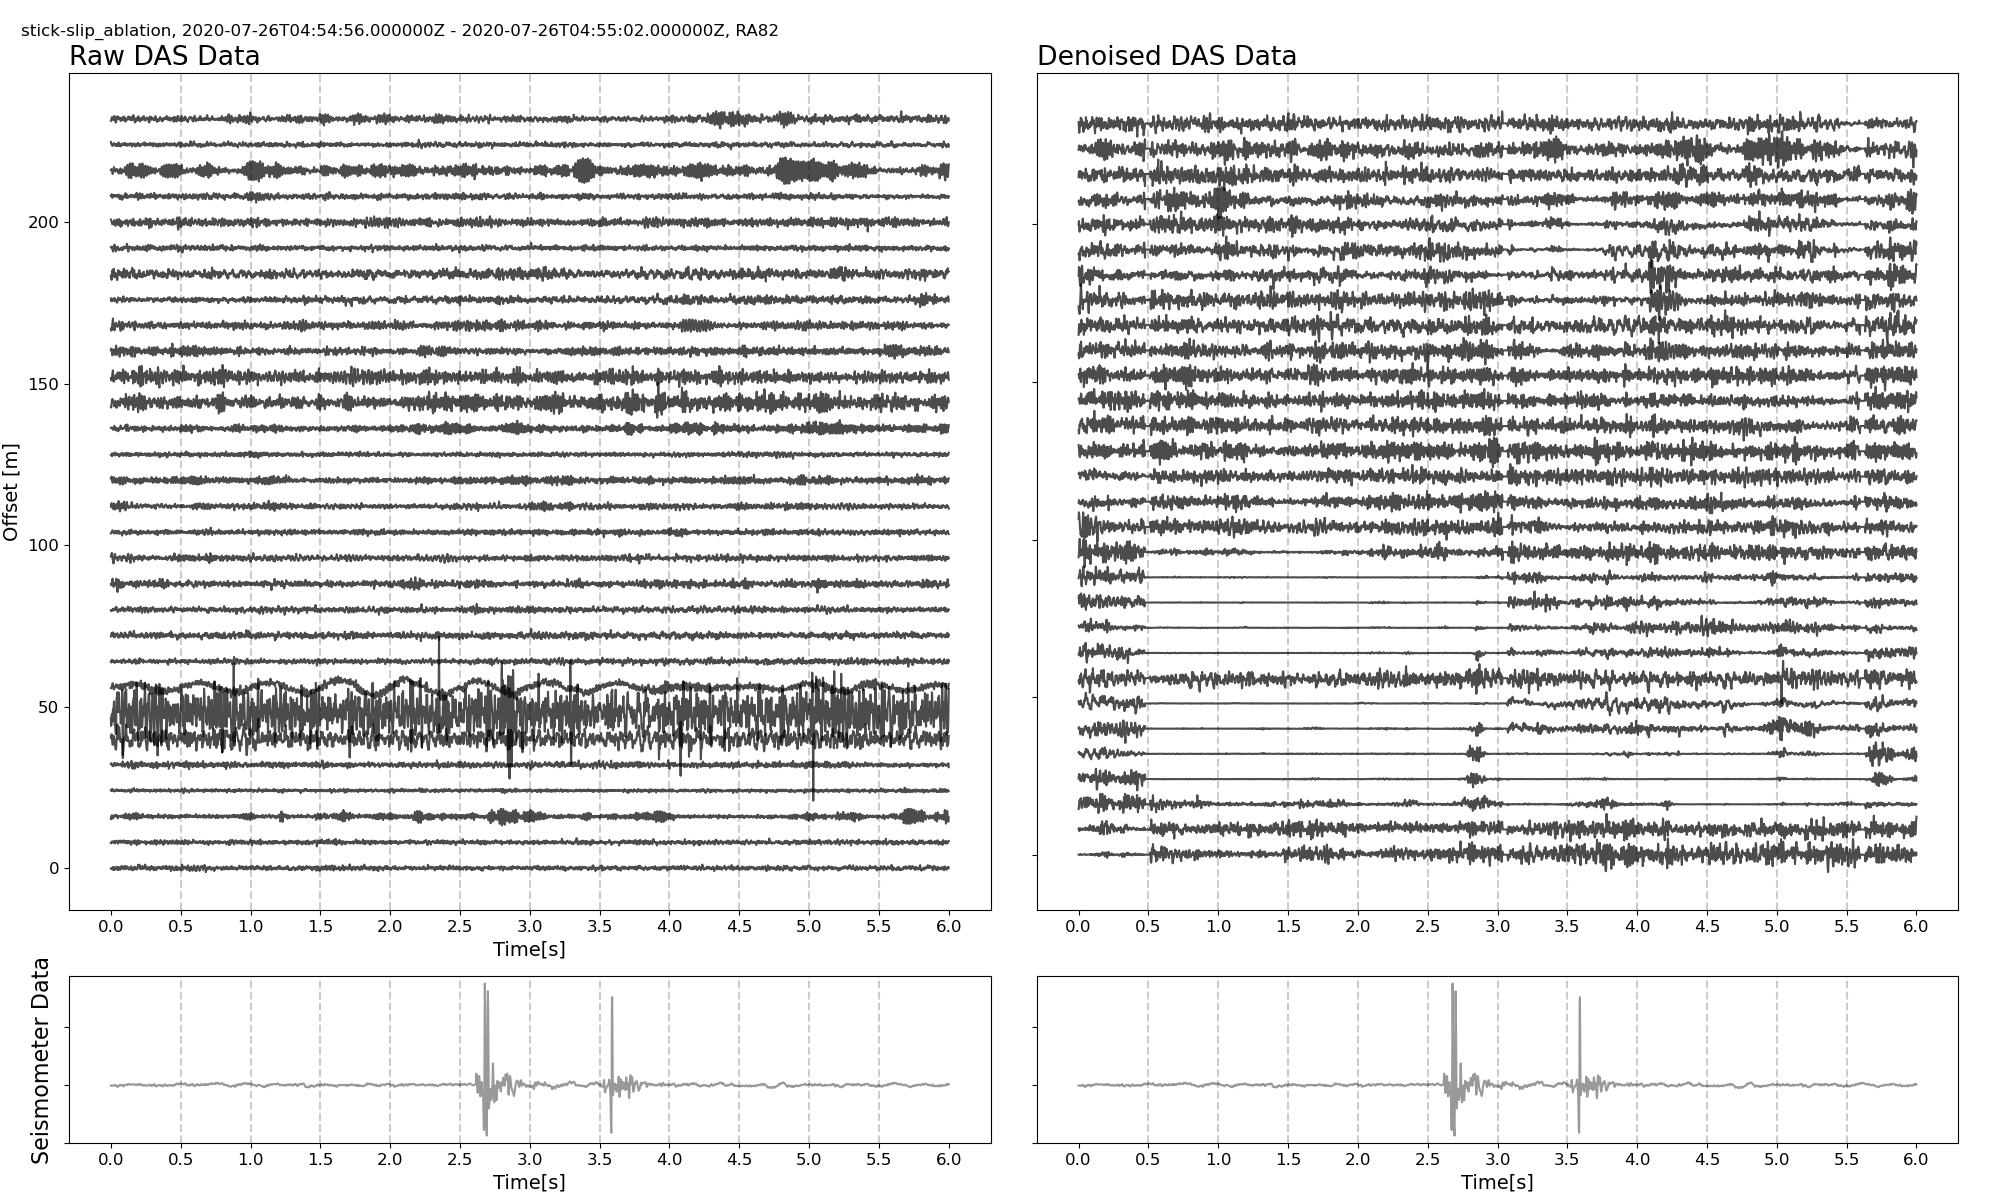 stick-slip_ablation, 2020-07-26T04:54:56.000000Z - 2020-07-26T04:55:02.000000Z, RA82
Raw DAS Data
Denoised DAS Data
Offset [m]
200
150
100
50
0
0.0 0.5 1.0 1.5 2.0 2.5 3.0 3.5 4.0 4.5 5.0 5.5 6.0
Time[s]
0.0 0.5 1.0 1.5 2.0 2.5 3.0 3.5 4.0 4.5 5.0 5.5 6.0
Seismometer Data
0.0 0.5 1.0 1.5 2.0 2.5 3.0 3.5 4.0 4.5 5.0 5.5 6.0
Time[s]
0.0 0.5 1.0 1.5 2.0 2.5 3.0 3.5 4.0 4.5 5.0 5.5 6.0
Time[s]